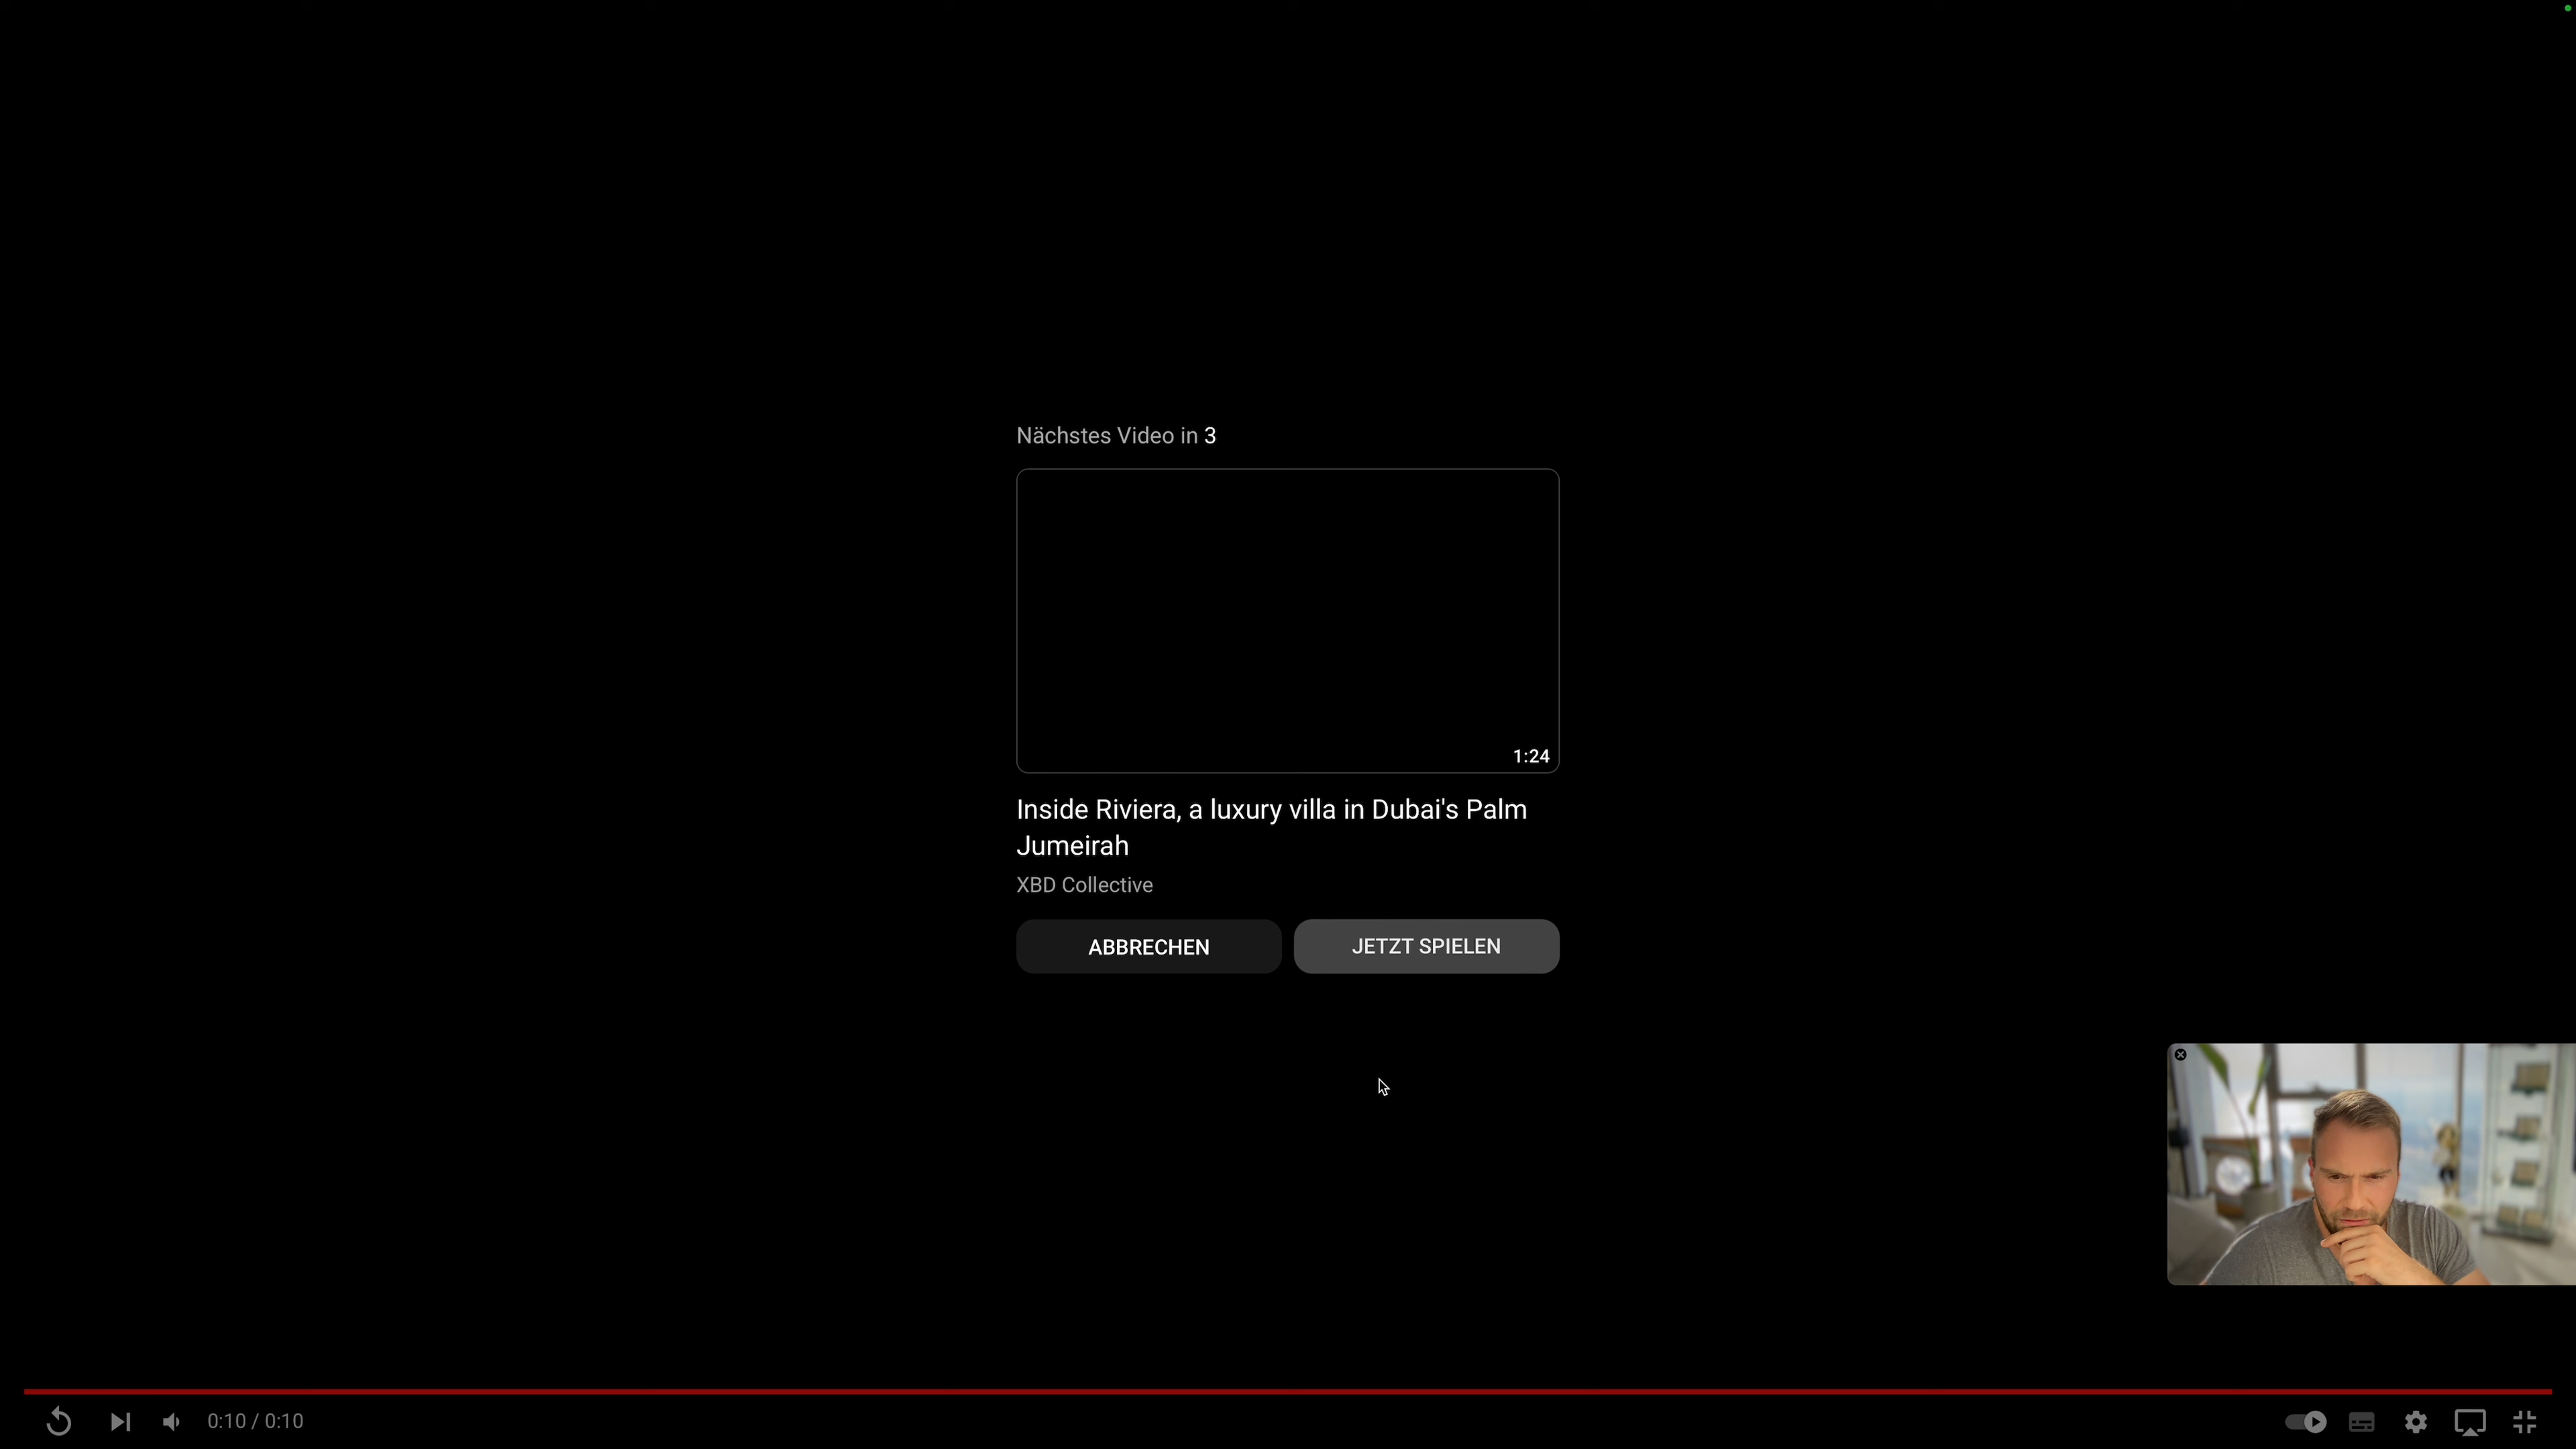 Nächstes Video in 3
1:24
Inside Riviera, a luxury villa in Dubai's Palm
Jumeirah
XBD Collective
ABBRECHEN
JETZT SPIELEN
0:10 / 0:10